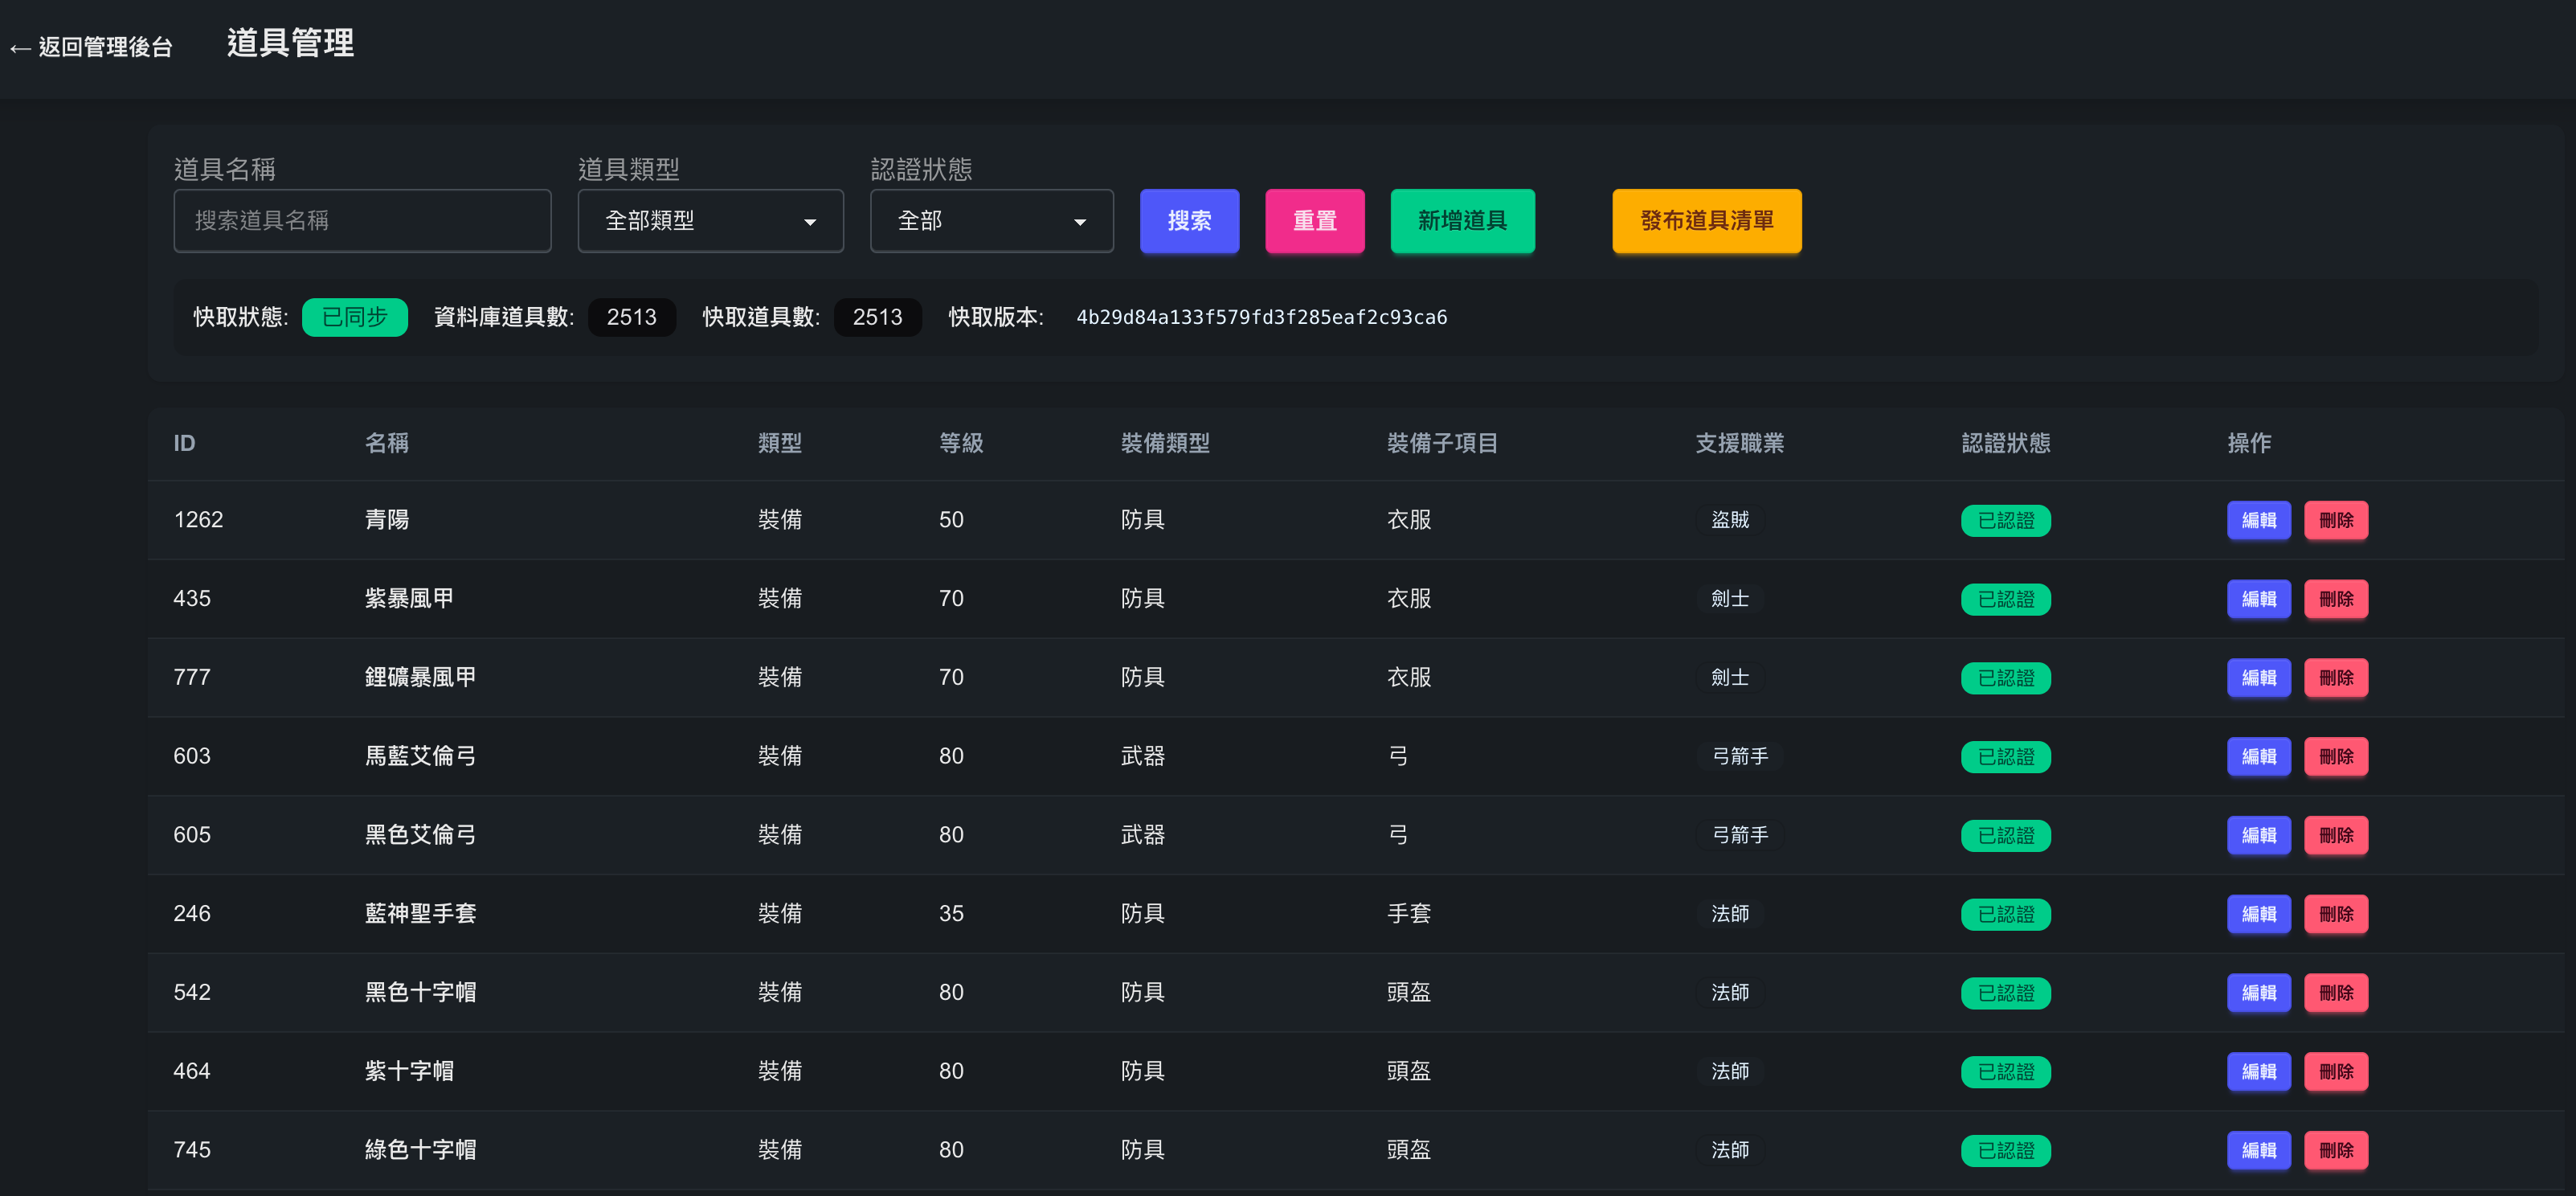 ← 返回管理後台 道具管理
道具名稱 道具類型 認證狀態
搜索道具名稱 全部類型 全部 搜索 重置 新增道具 發布道具清單
快取狀態: 已同步 資料庫道具數: 2513 快取道具數: 2513 快取版本: 4b29d84a133f579fd3f285eaf2c93ca6
ID 名稱 類型 等級 裝備類型 裝備子項目 支援職業 認證狀態 操作
1262 青陽 裝備 50 防具 衣服 盜賊 已認證 編輯 刪除
435 紫暴風甲 裝備 70 防具 衣服 劍士 已認證 編輯 刪除
777 鋰礦暴風甲 裝備 70 防具 衣服 劍士 已認證 編輯 刪除
603 馬藍艾倫弓 裝備 80 武器 弓 弓箭手 已認證 編輯 刪除
605 黑色艾倫弓 裝備 80 武器 弓 弓箭手 已認證 編輯 刪除
246 藍神聖手套 裝備 35 防具 手套 法師 已認證 編輯 刪除
542 黑色十字帽 裝備 80 防具 頭盔 法師 已認證 編輯 刪除
464 紫十字帽 裝備 80 防具 頭盔 法師 已認證 編輯 刪除
745 綠色十字帽 裝備 80 防具 頭盔 法師 已認證 編輯 刪除